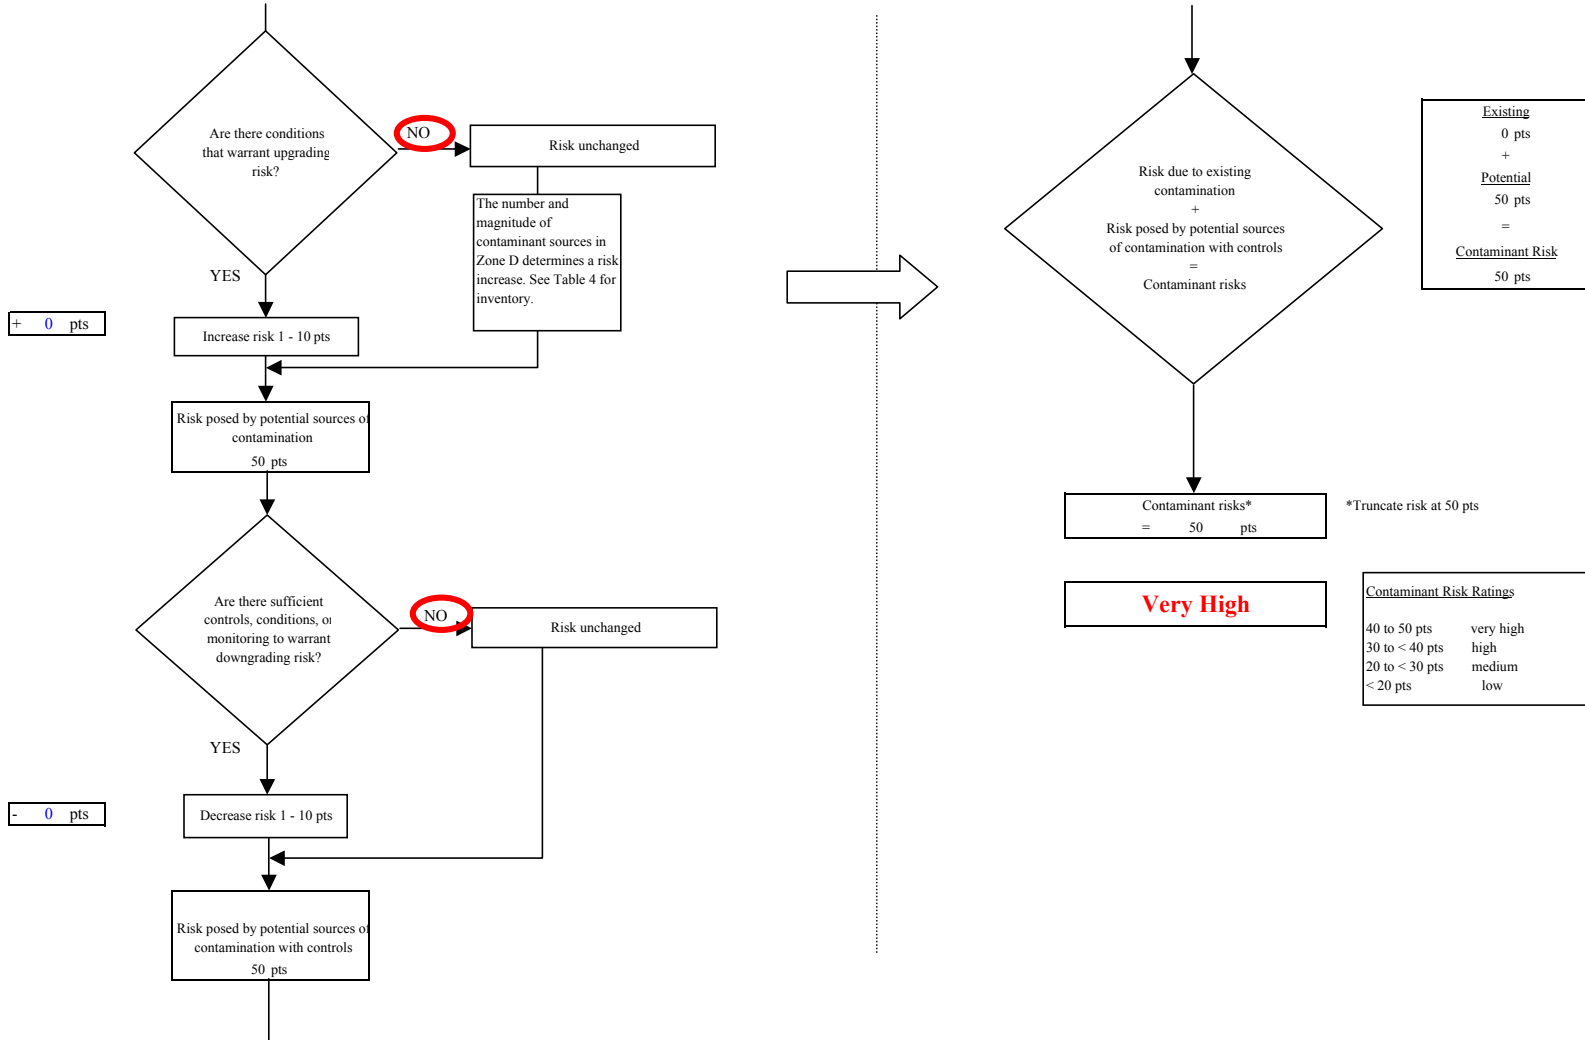 Are there conditions
that warrant upgrading
risk?
NO
Risk unchanged
The number and
magnitude of
contaminant sources in
Zone D determines a risk
increase. See Table 4 for
inventory.
YES
+ 0 pts
Increase risk 1 - 10 pts
Risk posed by potential sources of
contamination
50 pts
Are there sufficient
controls, conditions, or
monitoring to warrant
downgrading risk?
NO
Risk unchanged
YES
- 0 pts
Decrease risk 1 - 10 pts
Risk posed by potential sources of
contamination with controls
50 pts
Risk due to existing
contamination
+
Risk posed by potential sources
of contamination with controls
=
Contaminant risks
Existing
0 pts
+
Potential
50 pts
=
Contaminant Risk
50 pts
Contaminant risks*
= 50 pts
*Truncate risk at 50 pts
Very High
Contaminant Risk Ratings
40 to 50 pts very high
30 to < 40 pts high
20 to < 30 pts medium
< 20 pts low